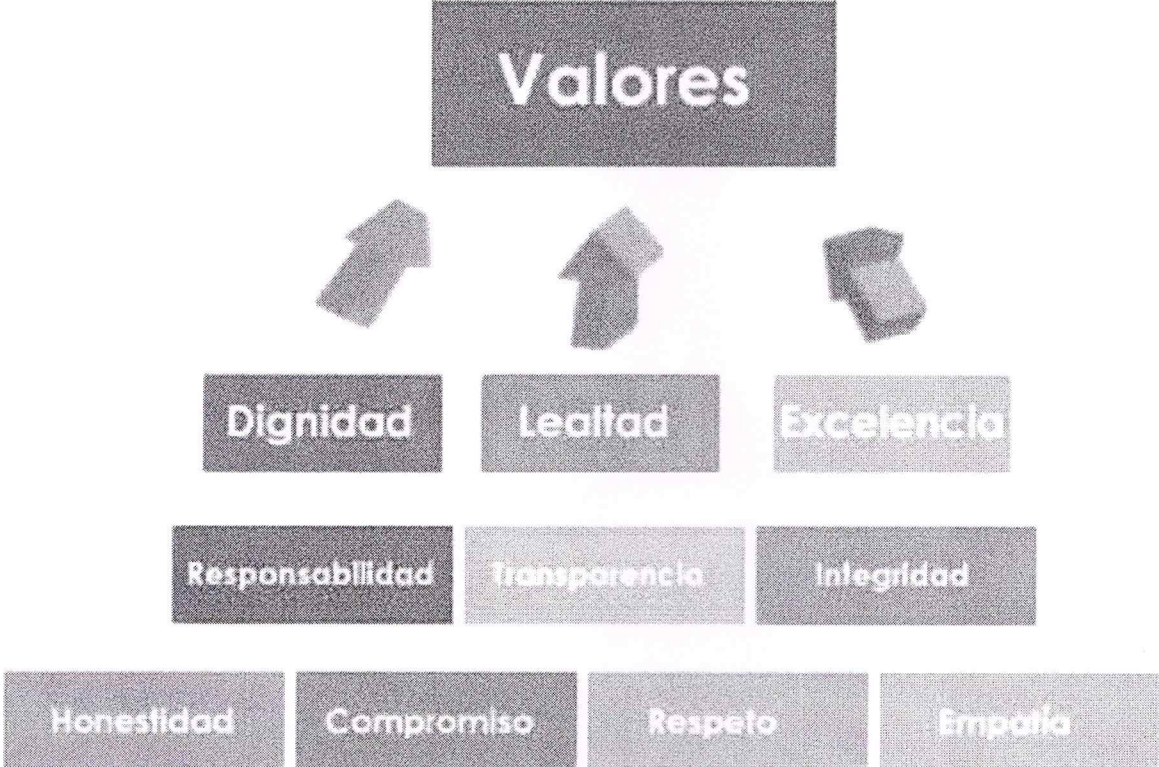 Valores
Dignidad Lealtad Excelencia
Responsabilidad Transparencia Integridad
Honestidad Compromiso Respeto Empatía